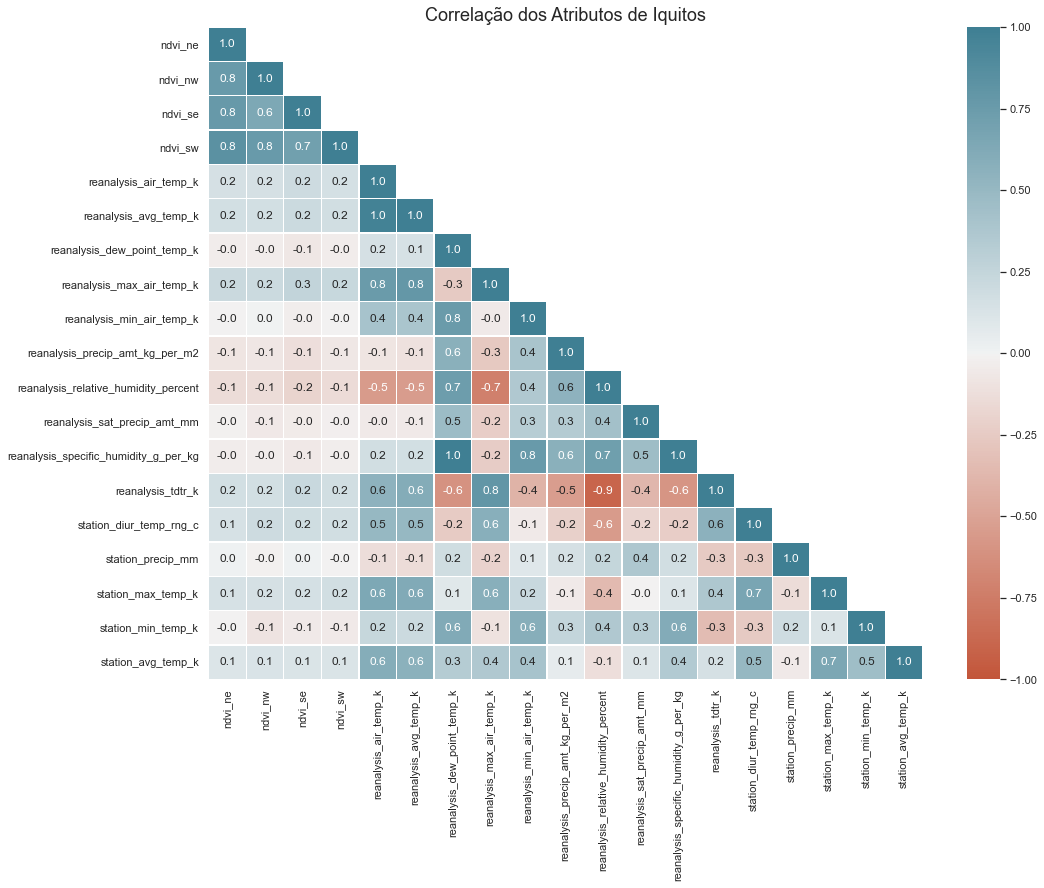 Correlação dos Atributos de Iquitos
ndvi_ne 1.0
ndvi_nw 0.8 1.0
ndvi_se 0.8 0.6 1.0
ndvi_sw 0.8 0.8 0.7 1.0
reanalysis_air_temp_k 0.2 0.2 0.2 0.2 1.0
reanalysis_avg_temp_k 0.2 0.2 0.2 0.2 1.0 1.0
reanalysis_dew_point_temp_k -0.0 -0.0 -0.1 -0.0 0.2 0.1 1.0
reanalysis_max_air_temp_k 0.2 0.2 0.3 0.2 0.8 0.8 -0.3 1.0
reanalysis_min_air_temp_k -0.0 0.0 -0.0 -0.0 0.4 0.4 0.8 -0.0 1.0
reanalysis_precip_amt_kg_per_m2 -0.1 -0.1 -0.1 -0.1 -0.1 -0.1 0.6 -0.3 0.4 1.0
reanalysis_relative_humidity_percent -0.1 -0.1 -0.2 -0.1 -0.5 -0.5 0.7 -0.7 0.4 0.6 1.0
reanalysis_sat_precip_amt_mm -0.0 -0.1 -0.0 -0.0 -0.0 -0.1 0.5 -0.2 0.3 0.3 0.4 1.0
reanalysis_specific_humidity_g_per_kg -0.0 -0.0 -0.1 -0.0 0.2 0.2 1.0 -0.2 0.8 0.6 0.7 0.5 1.0
reanalysis_tdtr_k 0.2 0.2 0.2 0.2 0.6 0.6 -0.6 0.8 -0.4 -0.5 -0.9 -0.4 -0.6 1.0
station_diur_temp_rng_c 0.1 0.2 0.2 0.2 0.5 0.5 -0.2 0.6 -0.1 -0.2 -0.6 -0.2 -0.2 0.6 1.0
station_precip_mm 0.0 -0.0 0.0 -0.0 -0.1 -0.1 0.2 -0.2 0.1 0.2 0.2 0.4 0.2 -0.3 -0.3 1.0
station_max_temp_k 0.1 0.2 0.2 0.2 0.6 0.6 0.1 0.6 0.2 -0.1 -0.4 -0.0 0.1 0.4 0.7 -0.1 1.0
station_min_temp_k -0.0 -0.1 -0.1 -0.1 0.2 0.2 0.6 -0.1 0.6 0.3 0.4 0.3 0.6 -0.3 -0.3 0.2 0.1 1.0
station_avg_temp_k 0.1 0.1 0.1 0.1 0.6 0.6 0.3 0.4 0.4 0.1 -0.1 0.1 0.4 0.2 0.5 -0.1 0.7 0.5 1.0
ndvi_ne
ndvi_nw
ndvi_se
ndvi_sw
reanalysis_air_temp_k
reanalysis_avg_temp_k
reanalysis_dew_point_temp_k
reanalysis_max_air_temp_k
reanalysis_min_air_temp_k
reanalysis_precip_amt_kg_per_m2
reanalysis_relative_humidity_percent
reanalysis_sat_precip_amt_mm
reanalysis_specific_humidity_g_per_kg
reanalysis_tdtr_k
station_diur_temp_rng_c
station_precip_mm
station_max_temp_k
station_min_temp_k
station_avg_temp_k
1.00
0.75
0.50
0.25
0.00
−0.25
−0.50
−0.75
−1.00